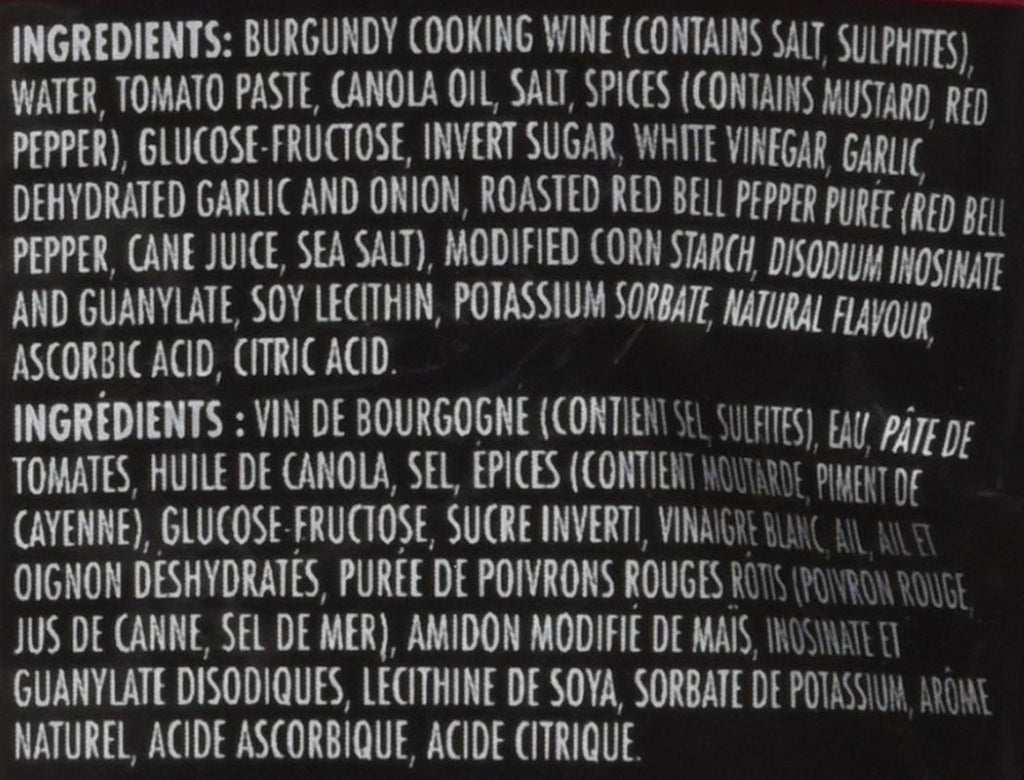 INGREDIENTS: BURGUNDY COOKING WINE (CONTAINS SALT, SULPHITES),
WATER, TOMATO PASTE, CANOLA OIL, SALT, SPICES (CONTAINS MUSTARD, RED
PEPPER), GLUCOSE-FRUCTOSE, INVERT SUGAR, WHITE VINEGAR, GARLIC,
DEHYDRATED GARLIC AND ONION, ROASTED RED BELL PEPPER PURÉE (RED BELL
PEPPER, CANE JUICE, SEA SALT), MODIFIED CORN STARCH, DISODIUM INOSINATE
AND GUANYLATE, SOY LECITHIN, POTASSIUM SORBATE, NATURAL FLAVOUR,
ASCORBIC ACID, CITRIC ACID.
INGRÉDIENTS : VIN DE BOURGOGNE (CONTIENT SEL, SULFITES), EAU, PÂTE DE
TOMATES, HUILE DE CANOLA, SEL, ÉPICES (CONTIENT MOUTARDE, PIMENT DE
CAYENNE), GLUCOSE-FRUCTOSE, SUCRE INVERTI, VINAIGRE BLANC, AIL, AIL ET
OIGNON DÉSHYDRATÉS, PURÉE DE POIVRONS ROUGES RÔTIS (POIVRON ROUGE,
JUS DE CANNE, SEL DE MER), AMIDON MODIFIÉ DE MAÏS, INOSINATE ET
GUANYLATE DISODIQUES, LÉCITHINE DE SOYA, SORBATE DE POTASSIUM, ARÔME
NATUREL, ACIDE ASCORBIQUE, ACIDE CITRIQUE.